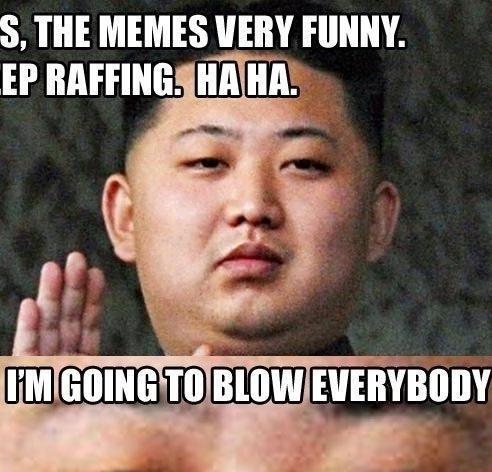 S, THE MEMES VERY FUNNY.
EP RAFFING. HA HA.
I'M GOING TO BLOW EVERYBODY